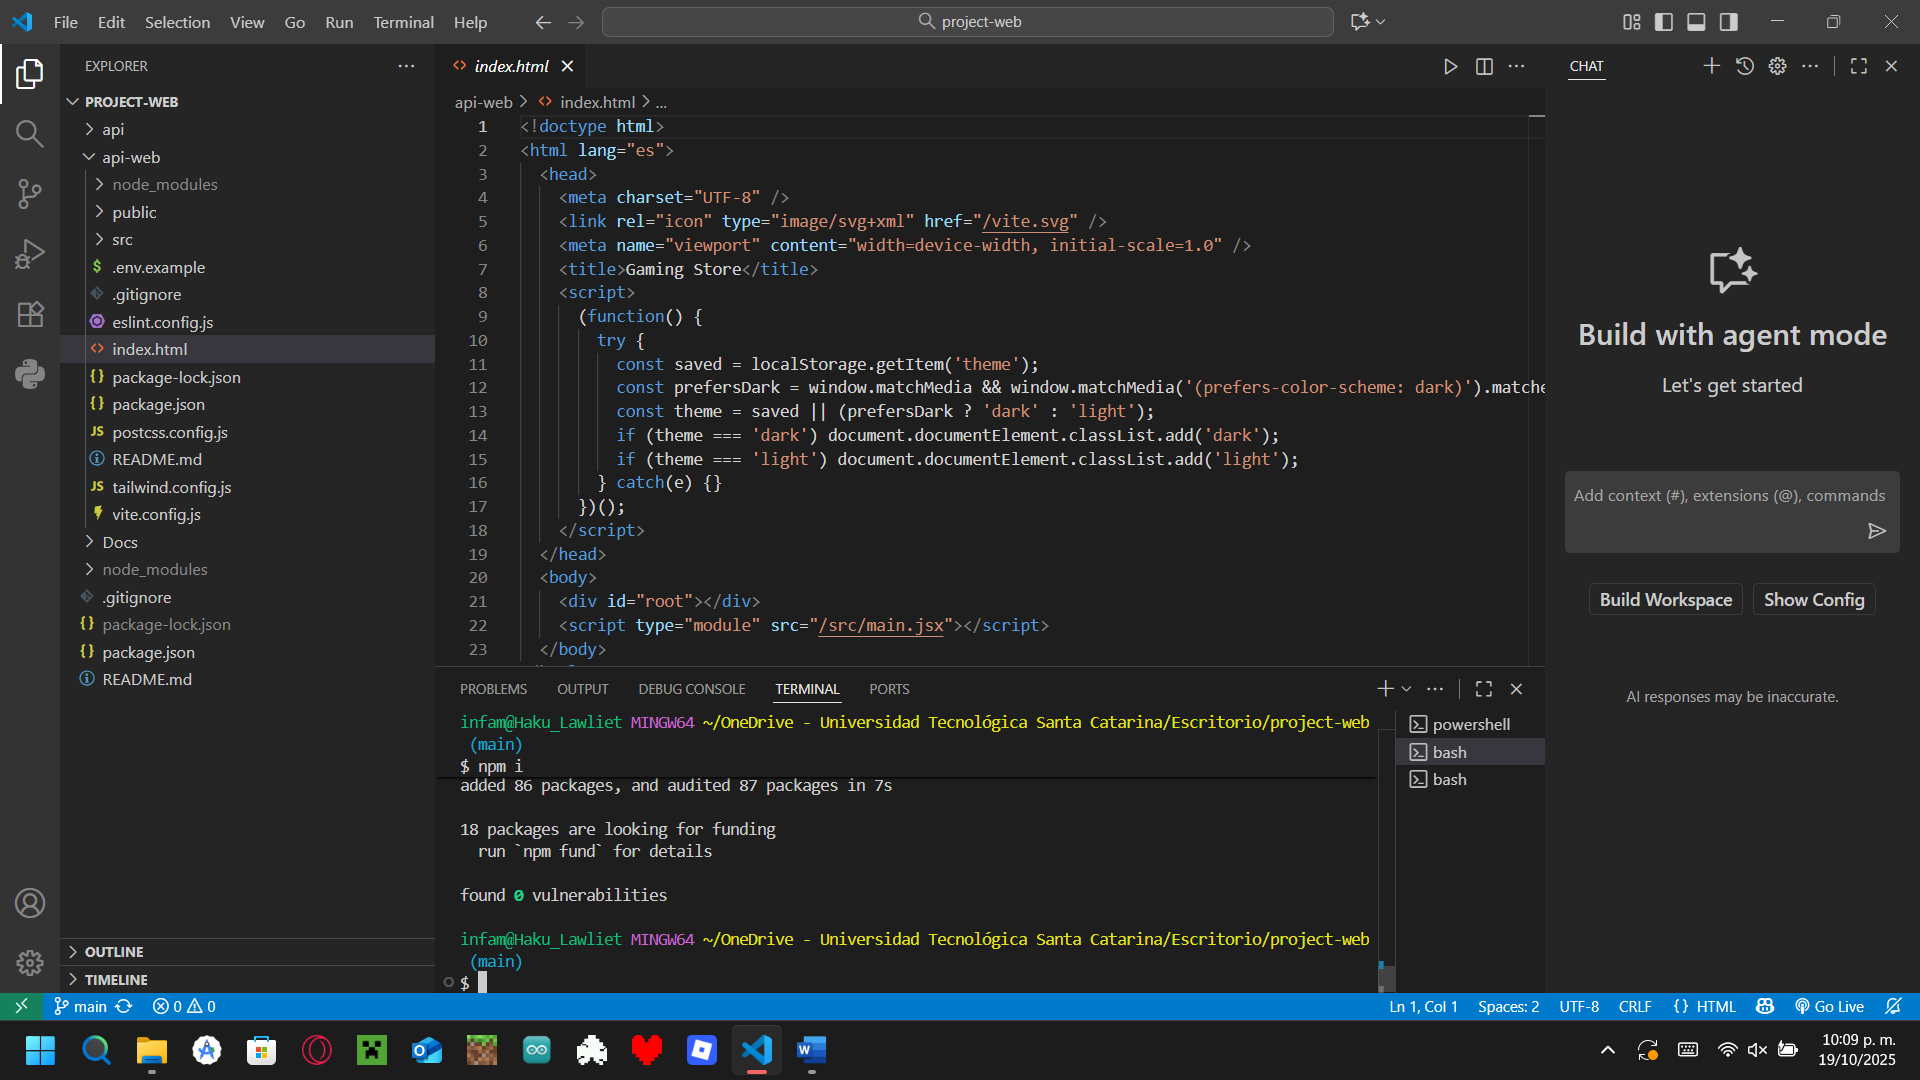 File Edit Selection View Go Run Terminal Help
project-web
EXPLORER
PROJECT-WEB
api
api-web
node_modules
public
src
.env.example
.gitignore
eslint.config.js
index.html
package-lock.json
package.json
postcss.config.js
README.md
tailwind.config.js
vite.config.js
Docs
node_modules
.gitignore
package-lock.json
package.json
README.md
OUTLINE
TIMELINE
index.html
api-web > index.html > ...
1 <!doctype html>
2 <html lang="es">
3 <head>
4 <meta charset="UTF-8" />
5 <link rel="icon" type="image/svg+xml" href="/vite.svg" />
6 <meta name="viewport" content="width=device-width, initial-scale=1.0" />
7 <title>Gaming Store</title>
8 <script>
9 (function() {
10 try {
11 const saved = localStorage.getItem('theme');
12 const prefersDark = window.matchMedia && window.matchMedia('(prefers-color-scheme: dark)').matche
13 const theme = saved || (prefersDark ? 'dark' : 'light');
14 if (theme === 'dark') document.documentElement.classList.add('dark');
15 if (theme === 'light') document.documentElement.classList.add('light');
16 } catch(e) {}
17 })();
18 </script>
19 </head>
20 <body>
21 <div id="root"></div>
22 <script type="module" src="/src/main.jsx"></script>
23 </body>
PROBLEMS OUTPUT DEBUG CONSOLE TERMINAL PORTS
infam@Haku_Lawliet MINGW64 ~/OneDrive - Universidad Tecnológica Santa Catarina/Escritorio/project-web
(main)
$ npm i
added 86 packages, and audited 87 packages in 7s
18 packages are looking for funding
run `npm fund` for details
found 0 vulnerabilities
infam@Haku_Lawliet MINGW64 ~/OneDrive - Universidad Tecnológica Santa Catarina/Escritorio/project-web
(main)
$
powershell
bash
bash
CHAT
Build with agent mode
Let's get started
Add context (#), extensions (@), commands
Build Workspace
Show Config
AI responses may be inaccurate.
main 0 0
Ln 1, Col 1 Spaces: 2 UTF-8 CRLF {} HTML Go Live
10:09 p. m.
19/10/2025